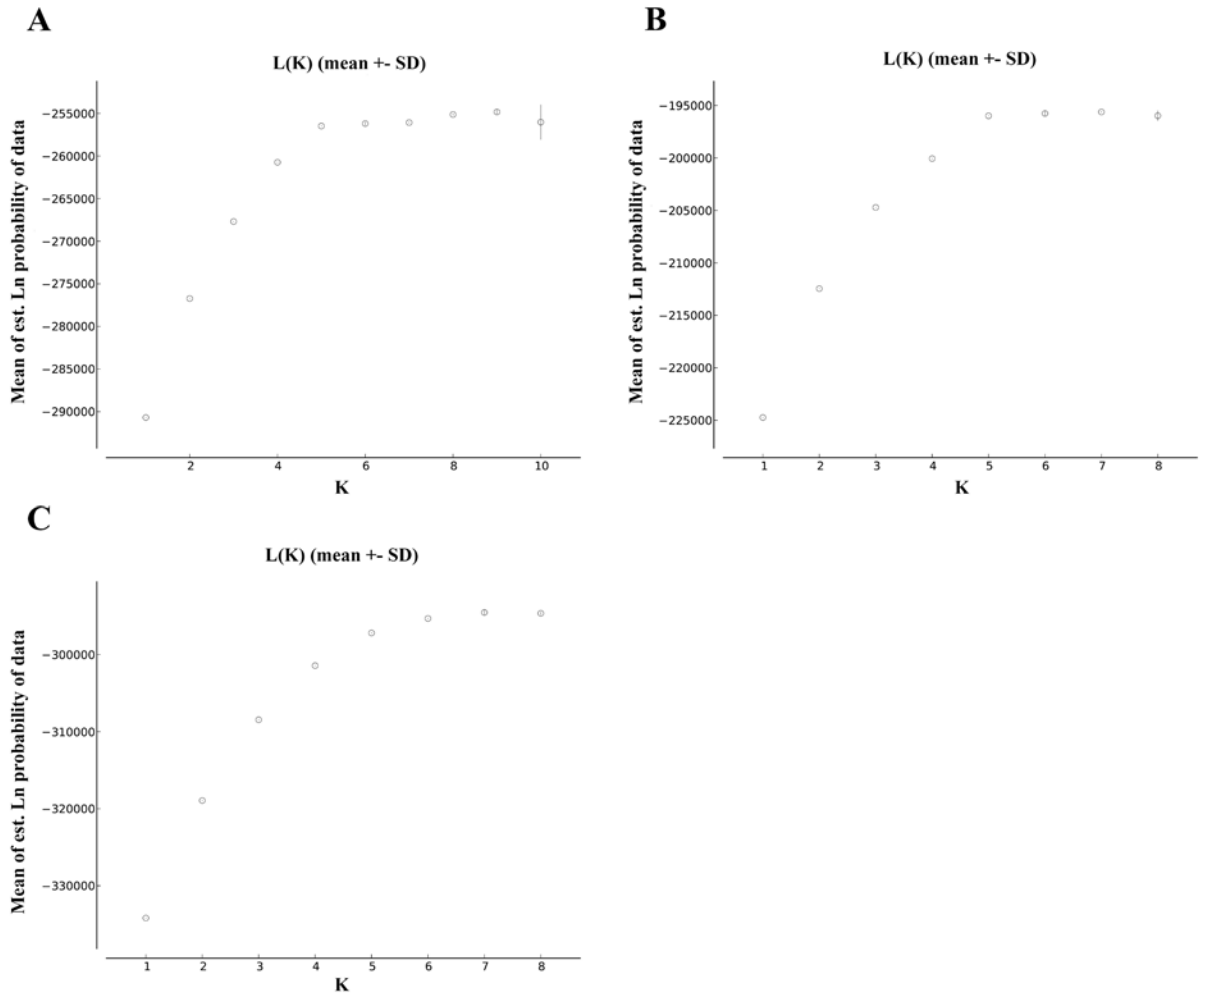 A
L(K) (mean +- SD)
Mean of est. Ln probability of data
−255000
−260000
−265000
−270000
−275000
−280000
−285000
−290000
2 4 6 8 10
K
B
L(K) (mean +- SD)
Mean of est. Ln probability of data
−195000
−200000
−205000
−210000
−215000
−220000
−225000
1 2 3 4 5 6 7 8
K
C
L(K) (mean +- SD)
Mean of est. Ln probability of data
−300000
−310000
−320000
−330000
1 2 3 4 5 6 7 8
K